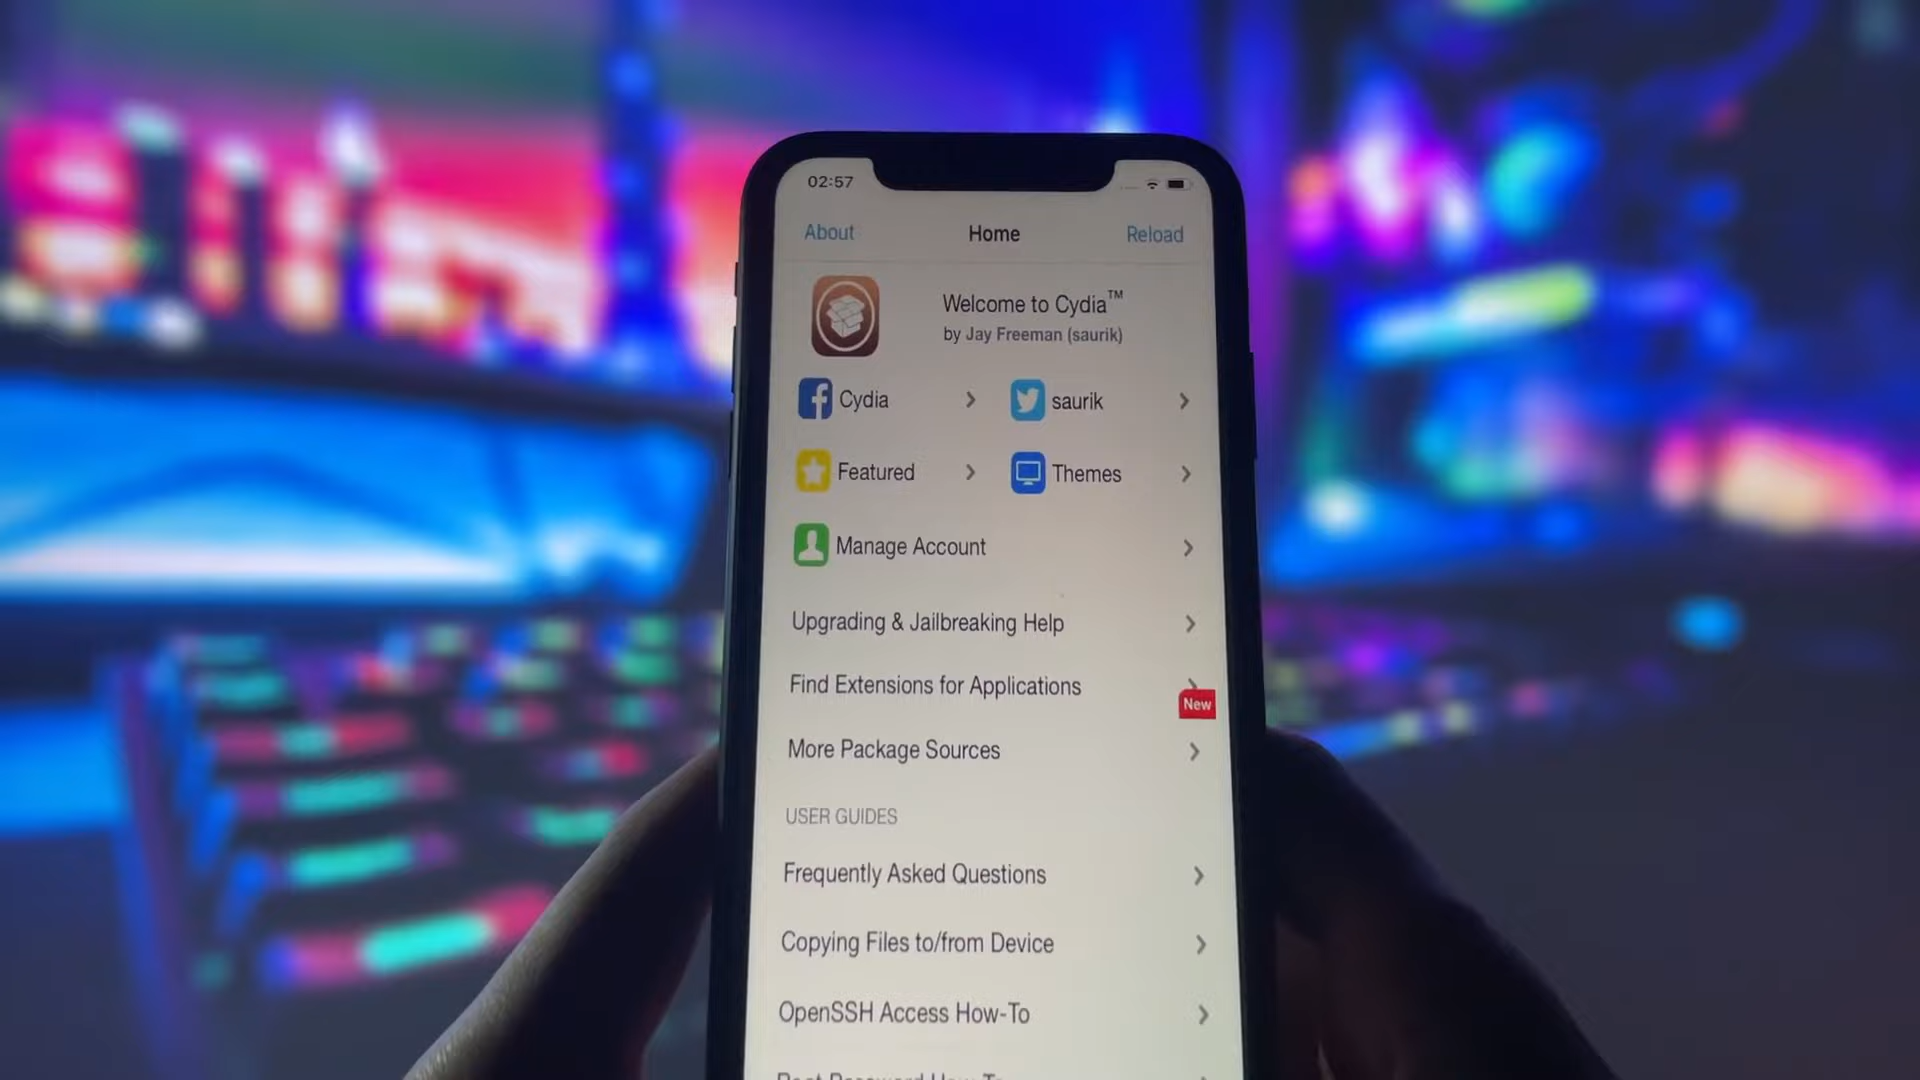 02:57
About Home Reload
Welcome to Cydia™
by Jay Freeman (saurik)
Cydia
saurik
Featured
Themes
Manage Account
Upgrading & Jailbreaking Help
Find Extensions for Applications
New
More Package Sources
USER GUIDES
Frequently Asked Questions
Copying Files to/from Device
OpenSSH Access How-To